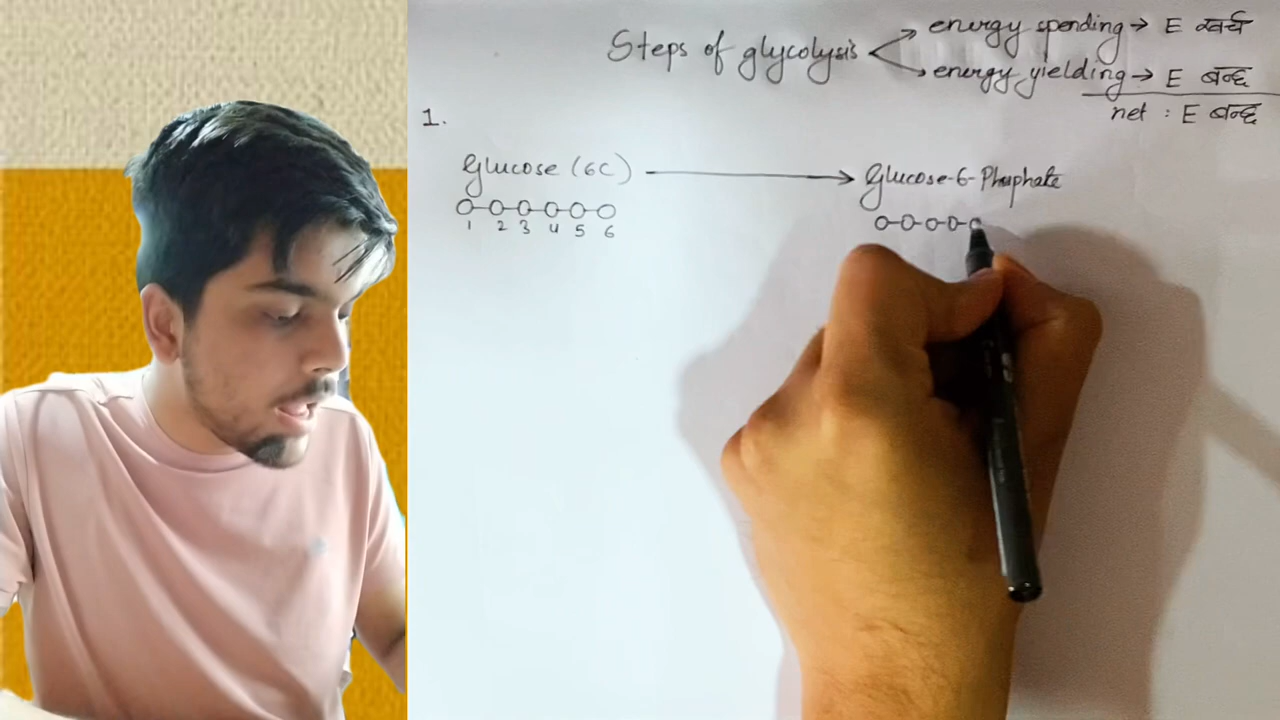 Steps of glycolysis
energy spending → E खर्च
energy yielding → E बन्छ
net : E बन्छ
1.
Glucose (6C) → Glucose-6-Phosphate
1 2 3 4 5 6